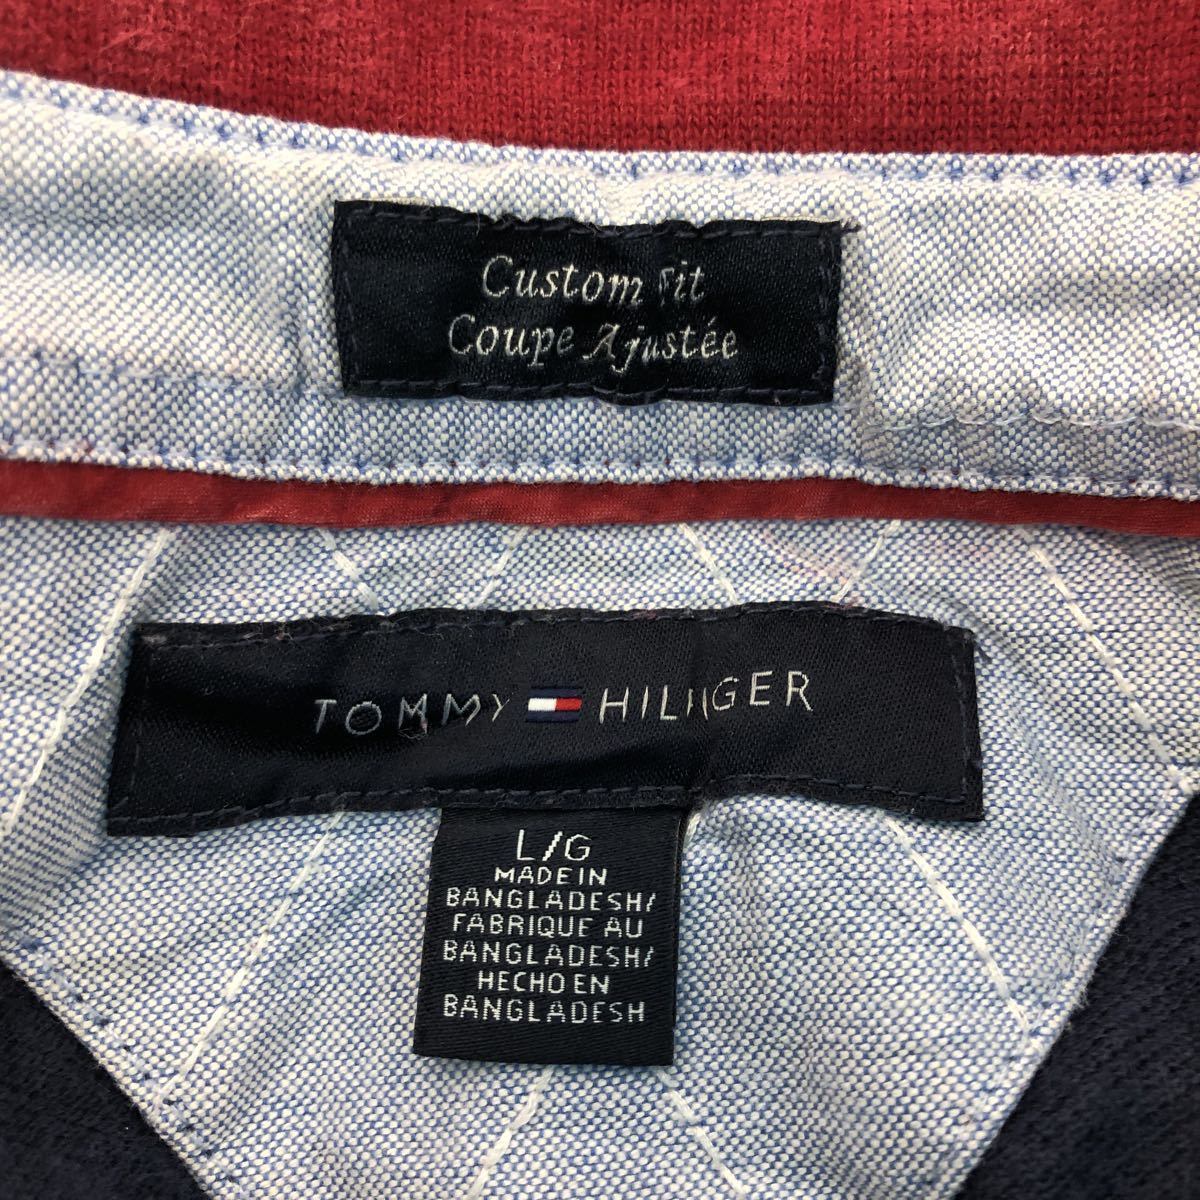 Custom Fit
Coupe Ajustée
TOMMY HILFIGER
L/G
MADE IN
BANGLADESH/
FABRIQUE AU
BANGLADESH/
HECHO EN
BANGLADESH